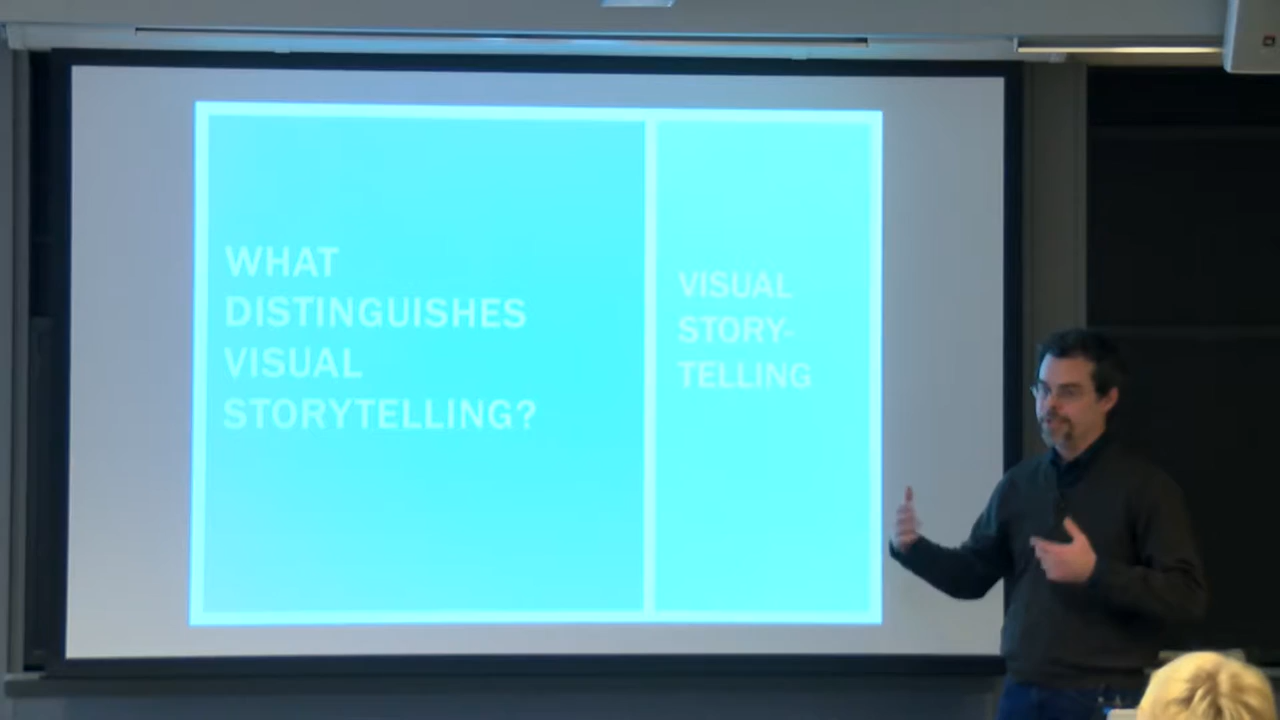 WHAT
DISTINGUISHES
VISUAL
STORYTELLING?
VISUAL
STORY-
TELLING